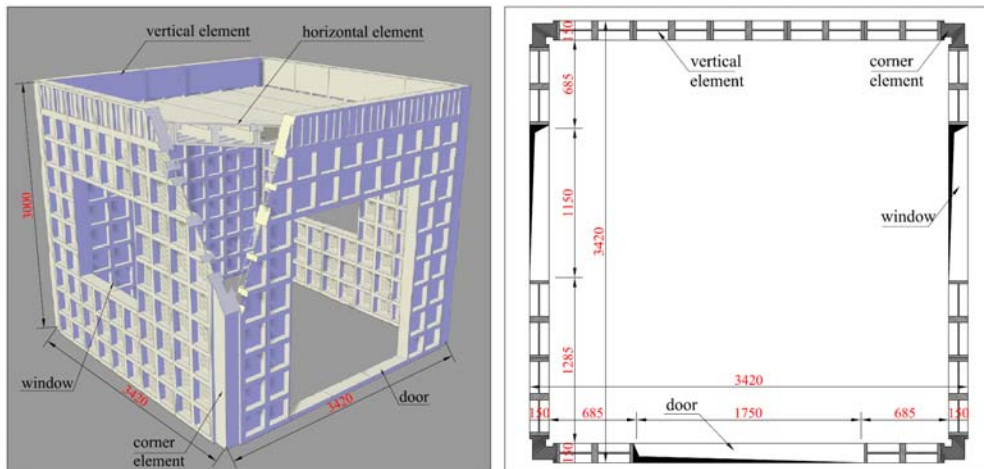 vertical element
horizontal element
3000
window
3420
corner
element
3420
door
150
vertical
element
corner
element
685
1150
3420
window
1285
3420
150
685
door
1750
685
150
150